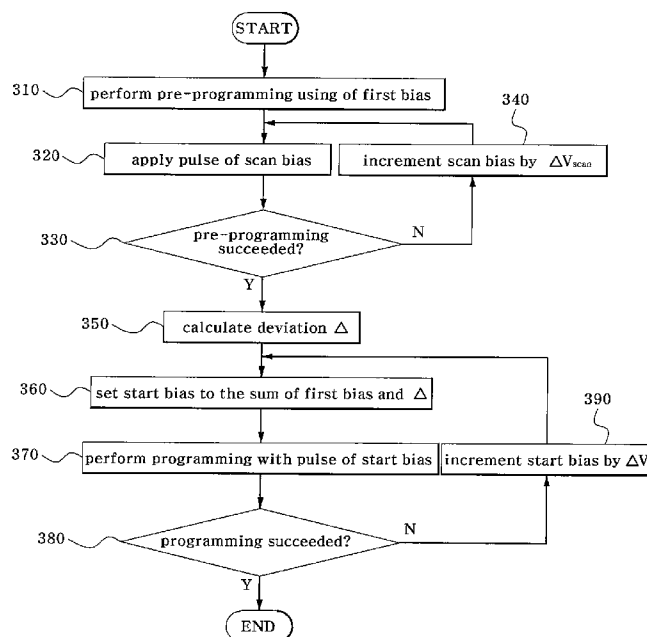 START
310
perform pre-programming using of first bias
340
320
apply pulse of scan bias
increment scan bias by ΔVscan
330
pre-programming
succeeded?
N
Y
350
calculate deviation Δ
360
set start bias to the sum of first bias and Δ
390
370
perform programming with pulse of start bias
increment start bias by ΔV
380
programming succeeded?
N
Y
END